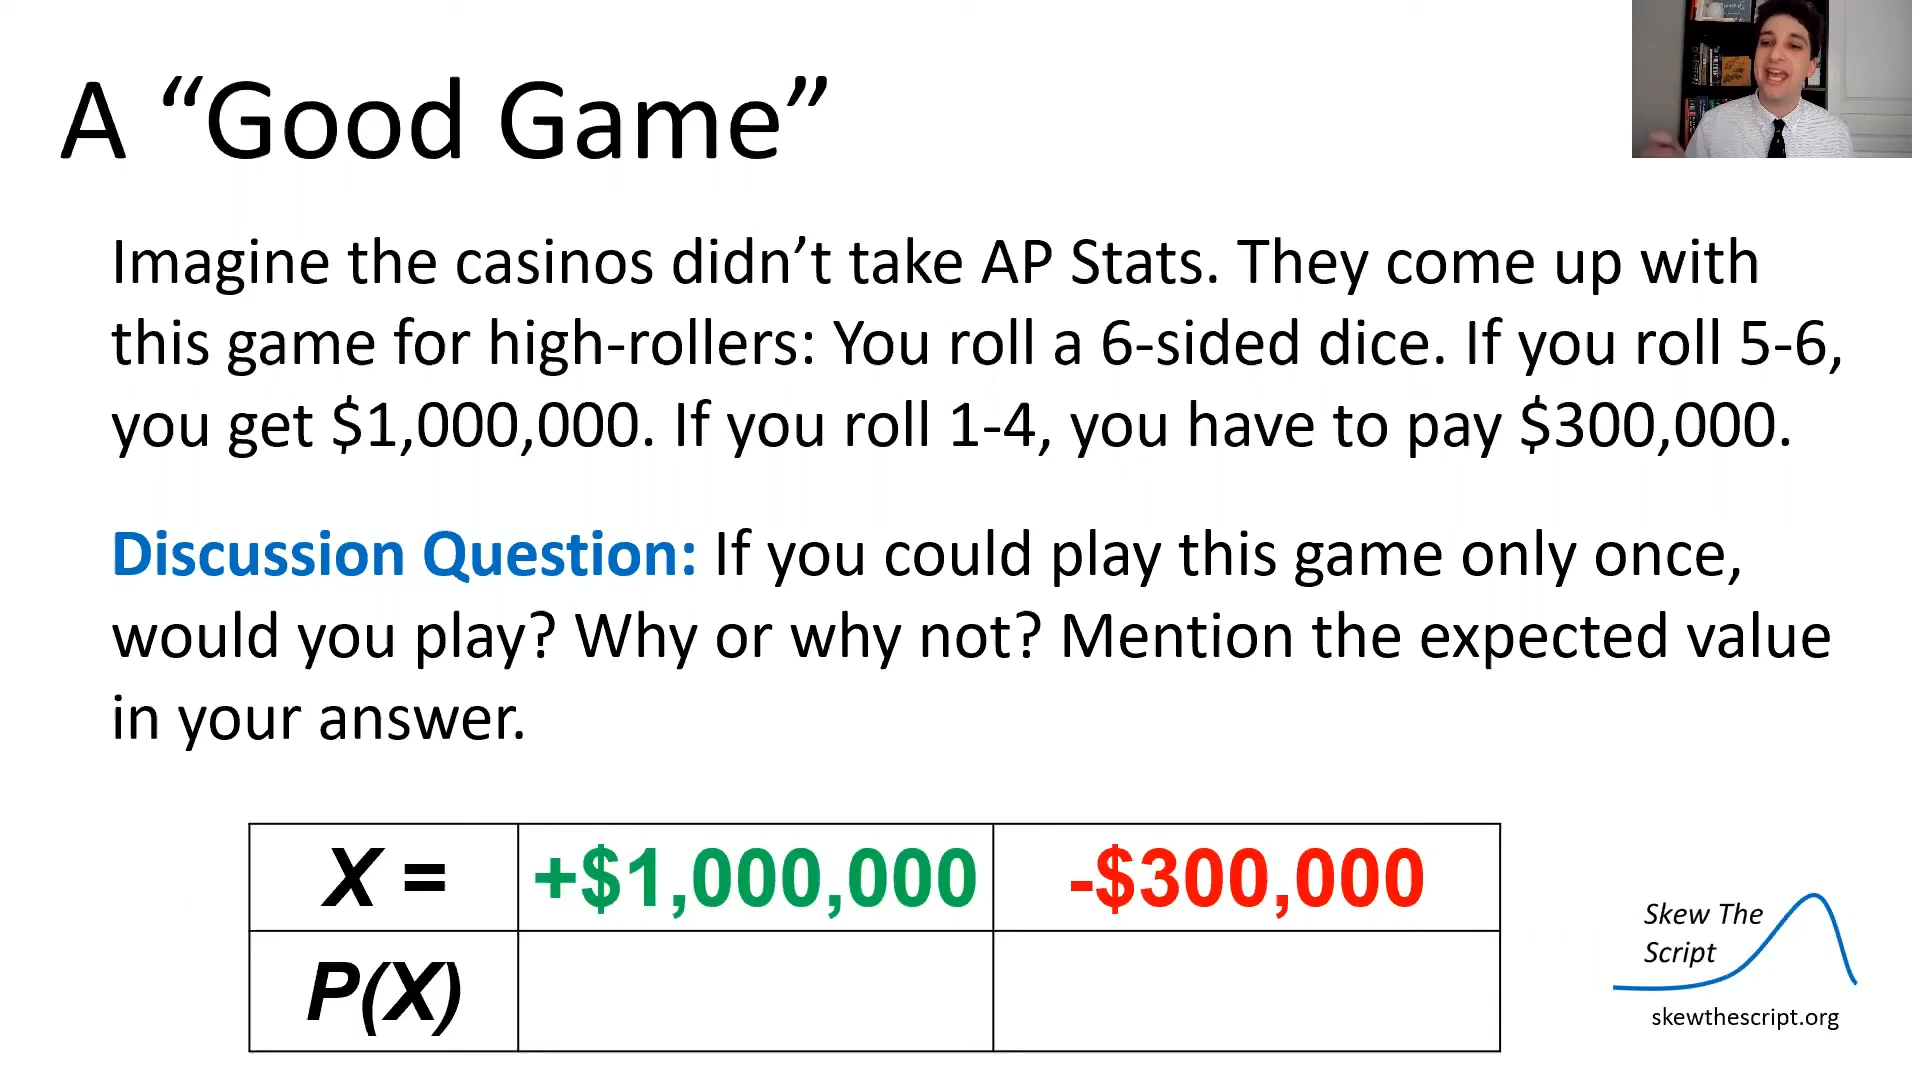 A “Good Game”
Imagine the casinos didn’t take AP Stats. They come up with
this game for high-rollers: You roll a 6-sided dice. If you roll 5-6,
you get $1,000,000. If you roll 1-4, you have to pay $300,000.
Discussion Question: If you could play this game only once,
would you play? Why or why not? Mention the expected value
in your answer.
X = +$1,000,000 -$300,000
P(X)
Skew The
Script
skewthescript.org